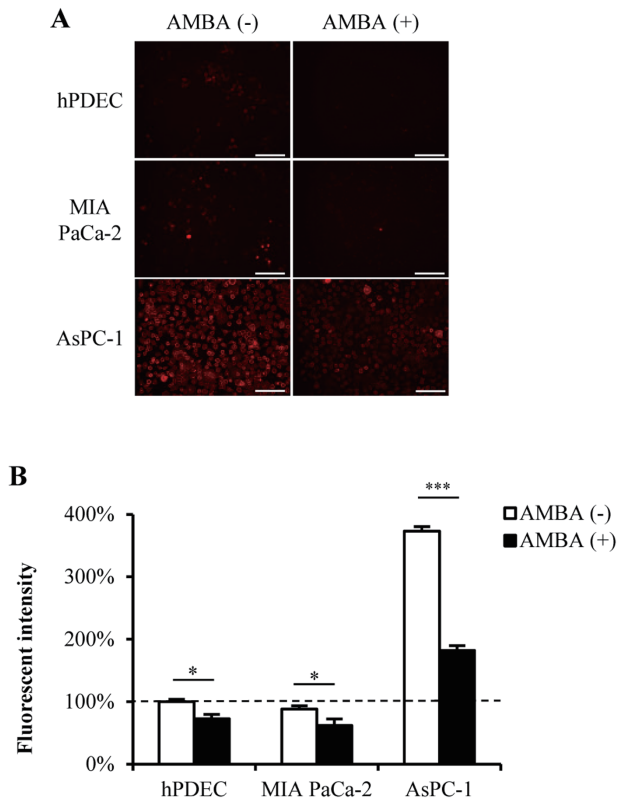 A
AMBA (-)
AMBA (+)
hPDEC
MIA
PaCa-2
AsPC-1
B
Fluorescent intensity
400%
300%
200%
100%
0%
*
*
***
AMBA (-)
AMBA (+)
hPDEC
MIA PaCa-2
AsPC-1